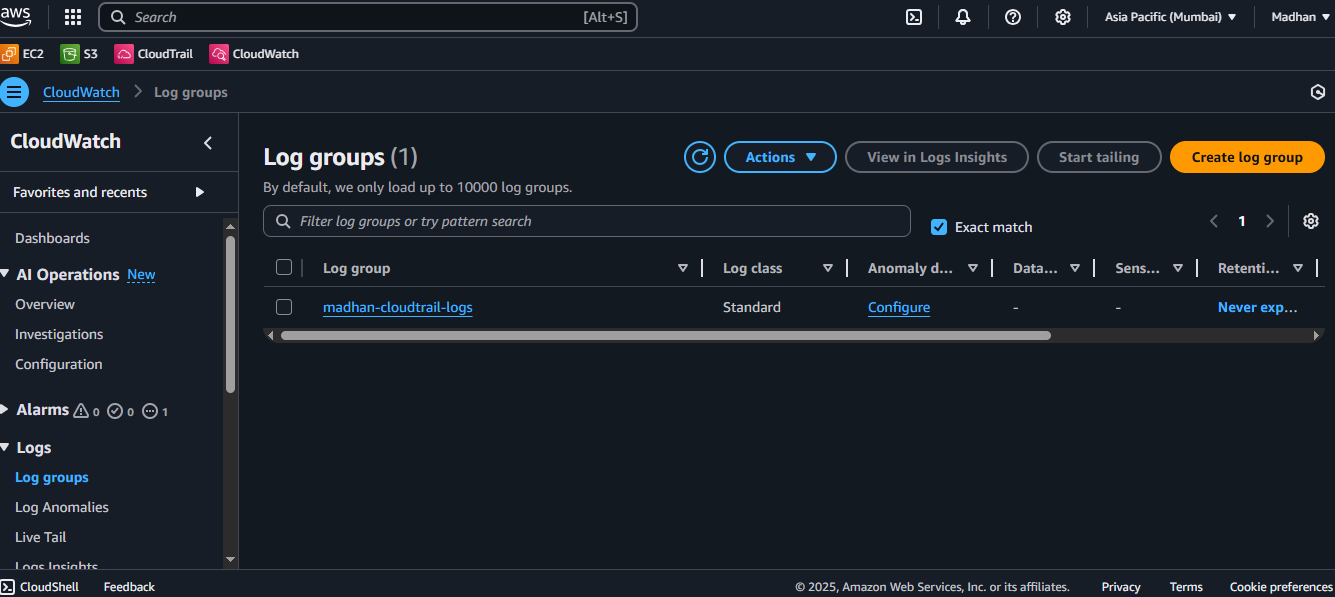 aws Search [Alt+S] Asia Pacific (Mumbai) Madhan
EC2 S3 CloudTrail CloudWatch
CloudWatch Log groups
CloudWatch
Favorites and recents
Dashboards
AI Operations New
Overview
Investigations
Configuration
Alarms 0 0 1
Logs
Log groups
Log Anomalies
Live Tail
Logs Insights
Log groups (1)
Actions View in Logs Insights Start tailing Create log group
By default, we only load up to 10000 log groups.
Filter log groups or try pattern search Exact match 1
Log group Log class Anomaly d... Data... Sens... Retenti...
madhan-cloudtrail-logs Standard Configure - - Never exp...
CloudShell Feedback © 2025, Amazon Web Services, Inc. or its affiliates. Privacy Terms Cookie preferences